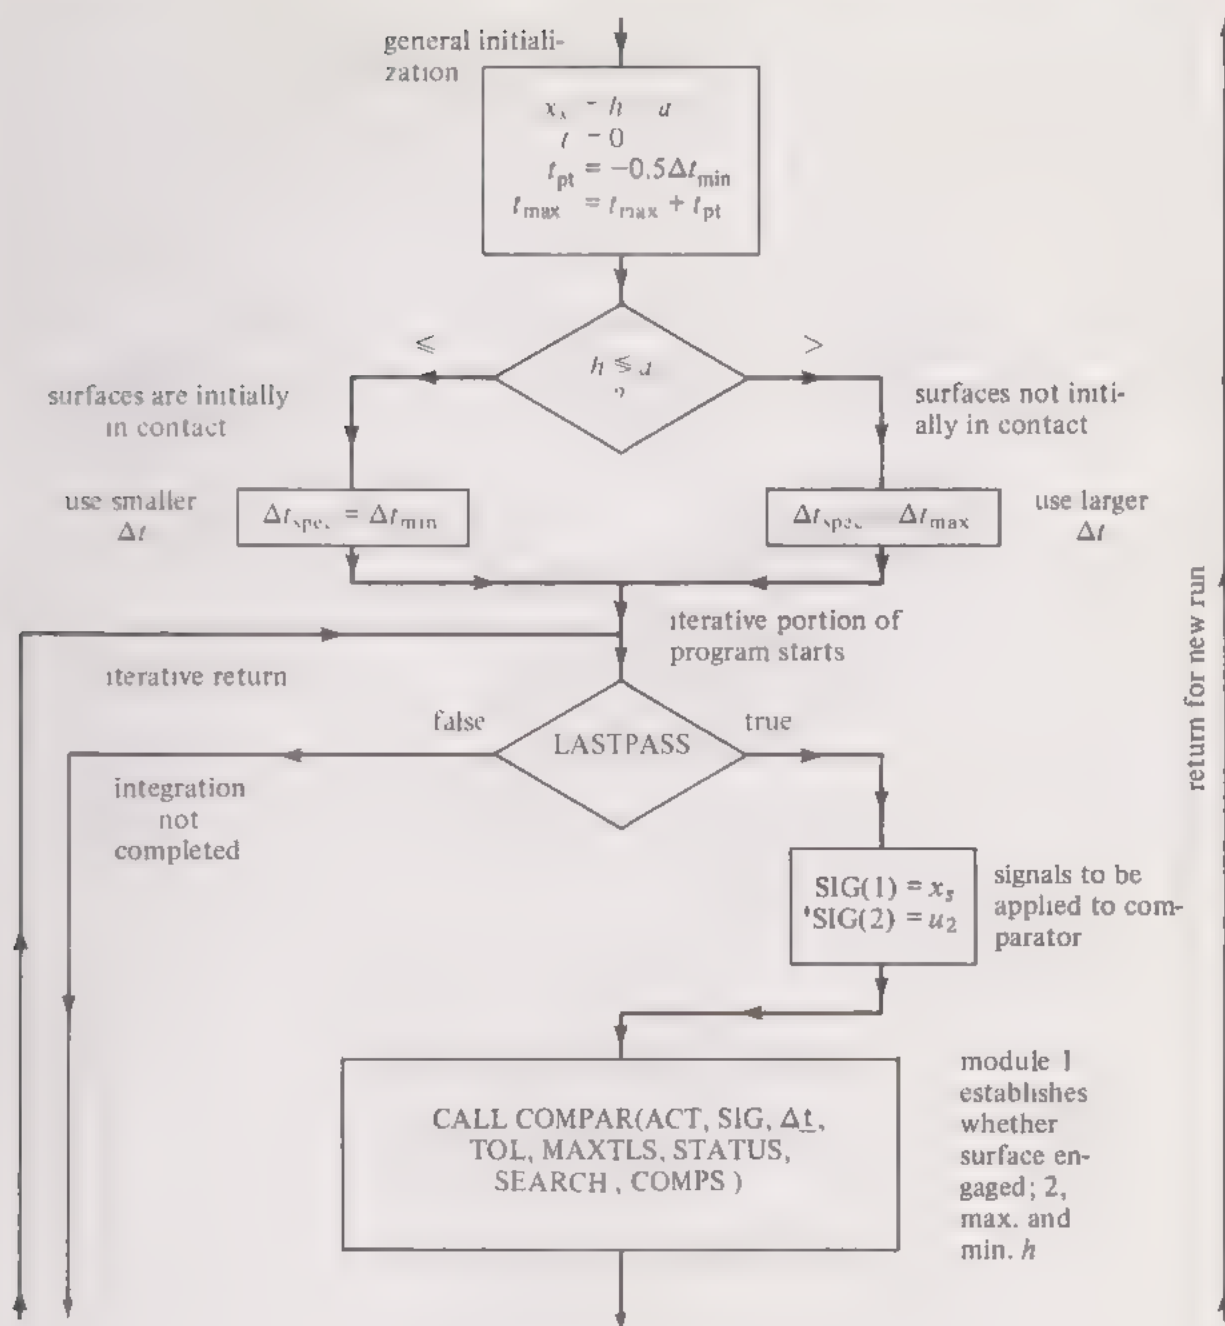 general initiali-
zation
x_s = h - a
t = 0
t_pt = −0.5Δt_min
t_max = t_max + t_pt
≤
>
h ≦ a
?
surfaces are initially
in contact
surfaces not initi-
ally in contact
use smaller
Δt
Δt_spec = Δt_min
Δt_spec = Δt_max
use larger
Δt
iterative portion of
program starts
iterative return
false
true
LASTPASS
integration
not
completed
SIG(1) = x_s
SIG(2) = u_2
signals to be
applied to com-
parator
CALL COMPAR(ACT, SIG, Δt,
TOL, MAXTLS, STATUS,
SEARCH, COMPS)
module 1
establishes
whether
surface en-
gaged; 2,
max. and
min. h
return for new run